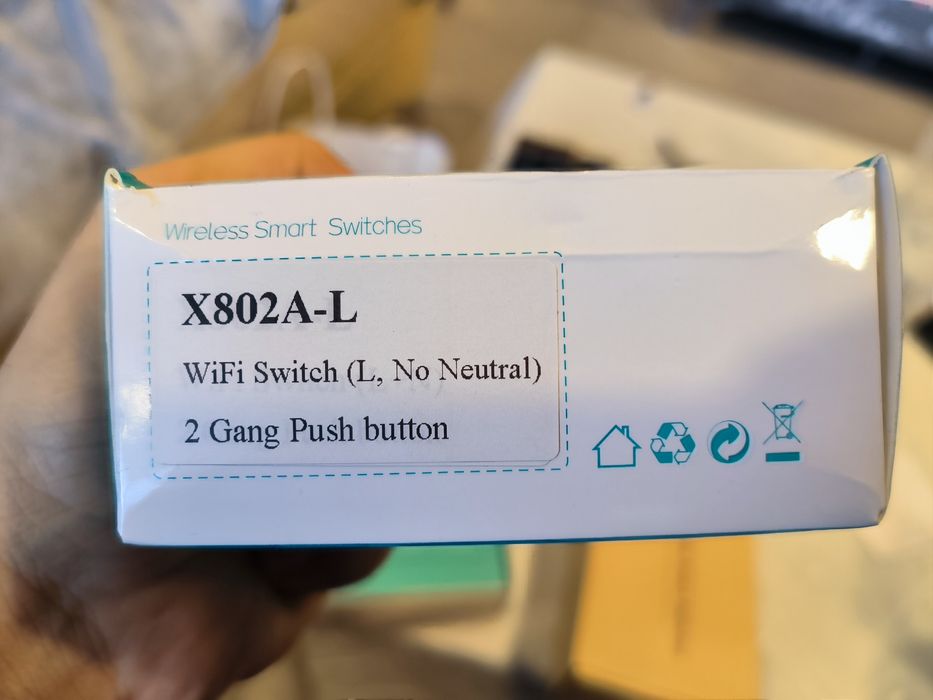 Wireless Smart Switches
X802A-L
WiFi Switch (L, No Neutral)
2 Gang Push button